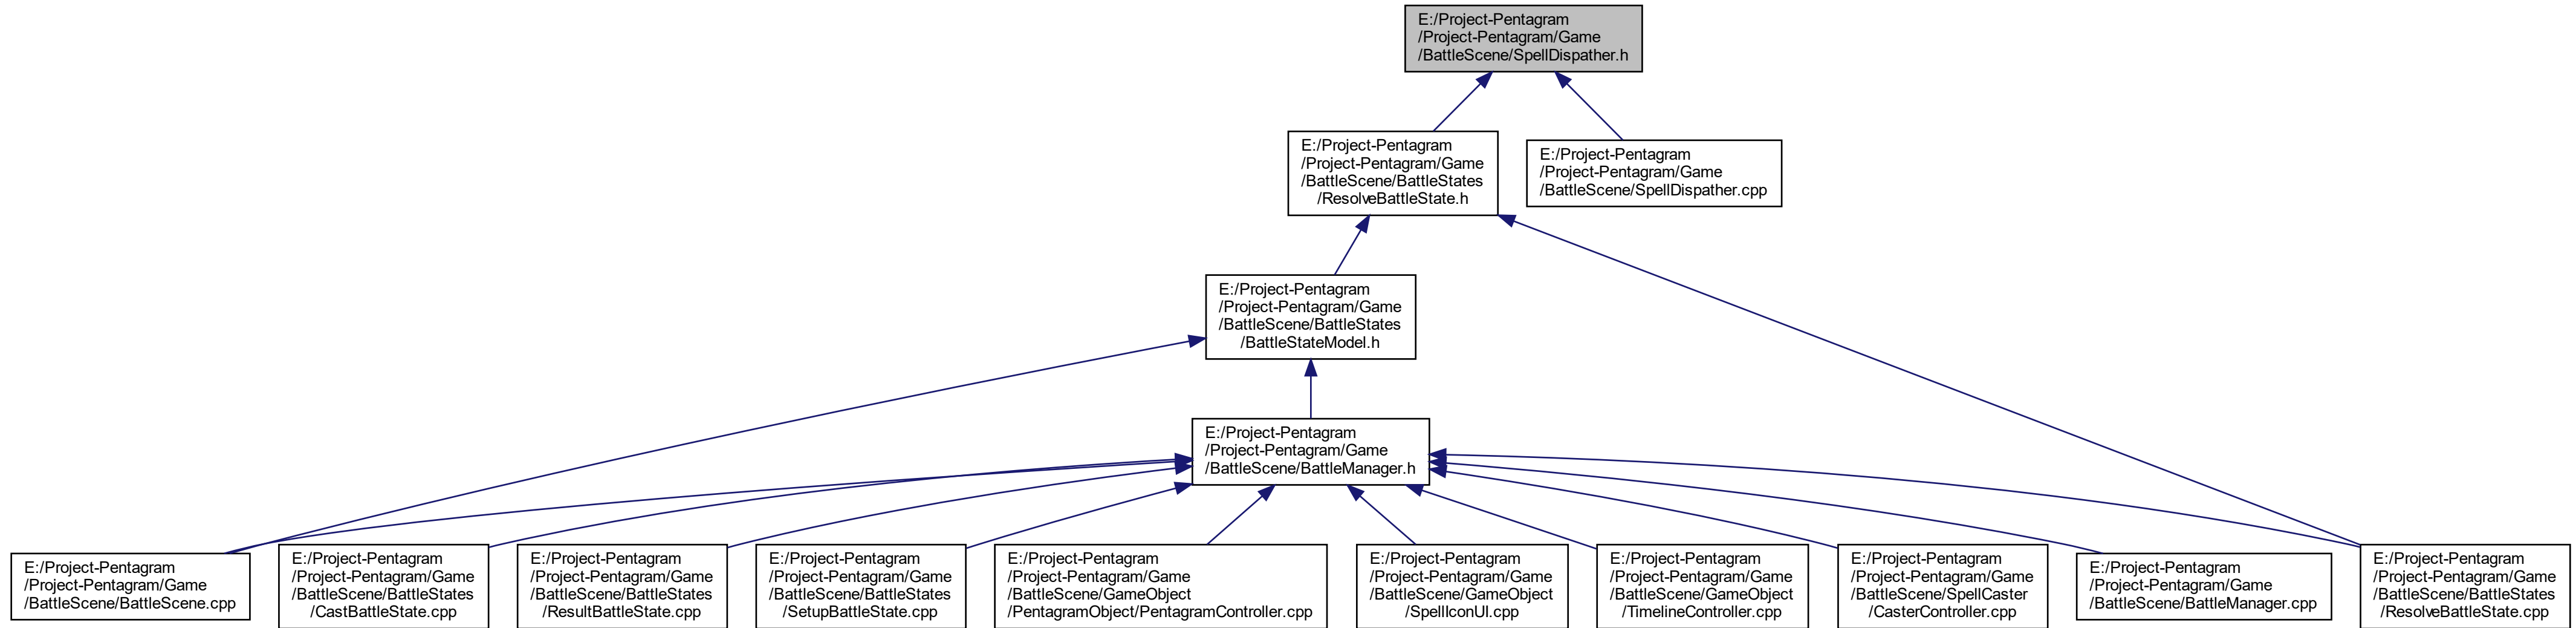 E:/Project-Pentagram
/Project-Pentagram/Game
/BattleScene/SpellDispather.h
E:/Project-Pentagram
/Project-Pentagram/Game
/BattleScene/BattleStates
/ResolveBattleState.h
E:/Project-Pentagram
/Project-Pentagram/Game
/BattleScene/SpellDispather.cpp
E:/Project-Pentagram
/Project-Pentagram/Game
/BattleScene/BattleStates
/BattleStateModel.h
E:/Project-Pentagram
/Project-Pentagram/Game
/BattleScene/BattleManager.h
E:/Project-Pentagram
/Project-Pentagram/Game
/BattleScene/BattleScene.cpp
E:/Project-Pentagram
/Project-Pentagram/Game
/BattleScene/BattleStates
/CastBattleState.cpp
E:/Project-Pentagram
/Project-Pentagram/Game
/BattleScene/BattleStates
/ResultBattleState.cpp
E:/Project-Pentagram
/Project-Pentagram/Game
/BattleScene/BattleStates
/SetupBattleState.cpp
E:/Project-Pentagram
/Project-Pentagram/Game
/BattleScene/GameObject
/PentagramObject/PentagramController.cpp
E:/Project-Pentagram
/Project-Pentagram/Game
/BattleScene/GameObject
/SpellIconUI.cpp
E:/Project-Pentagram
/Project-Pentagram/Game
/BattleScene/GameObject
/TimelineController.cpp
E:/Project-Pentagram
/Project-Pentagram/Game
/BattleScene/SpellCaster
/CasterController.cpp
E:/Project-Pentagram
/Project-Pentagram/Game
/BattleScene/BattleManager.cpp
E:/Project-Pentagram
/Project-Pentagram/Game
/BattleScene/BattleStates
/ResolveBattleState.cpp